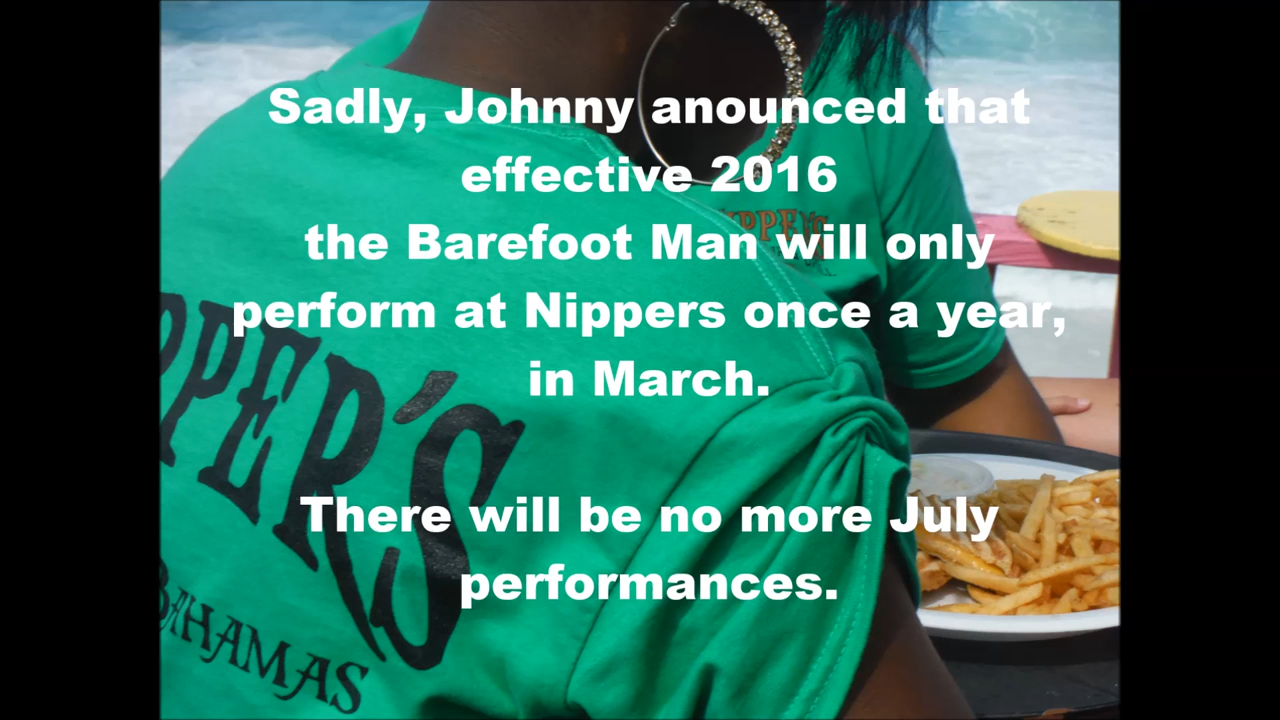 Sadly, Johnny anounced that
effective 2016
the Barefoot Man will only
perform at Nippers once a year,
in March.
There will be no more July
performances.
PPER'S
BAHAMAS